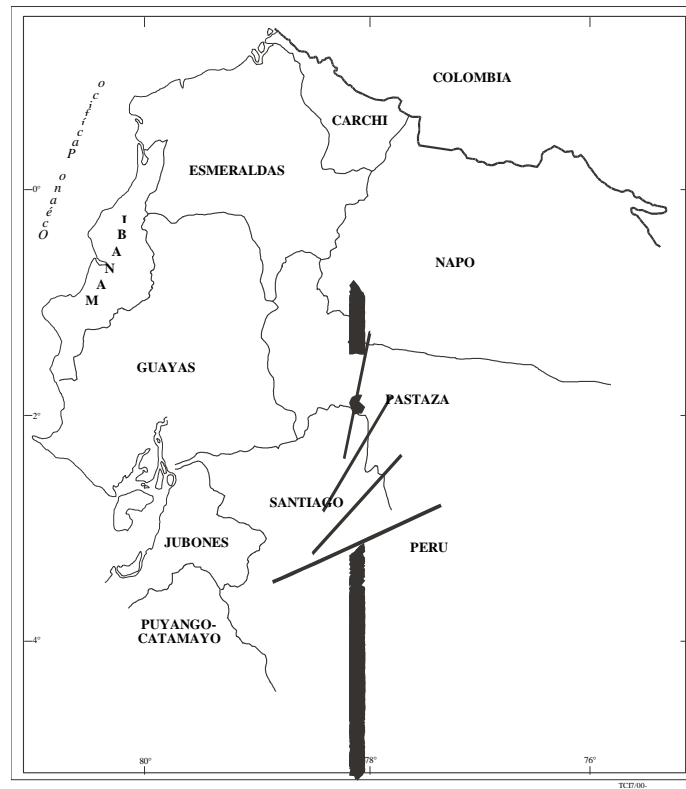 COLOMBIA
CARCHI
ESMERALDAS
Océano Pacífico
0°
MANABI
NAPO
GUAYAS
2°
PASTAZA
SANTIAGO
JUBONES
PERU
PUYANGO-
CATAMAYO
4°
80°
78°
76°
TCI7/00-